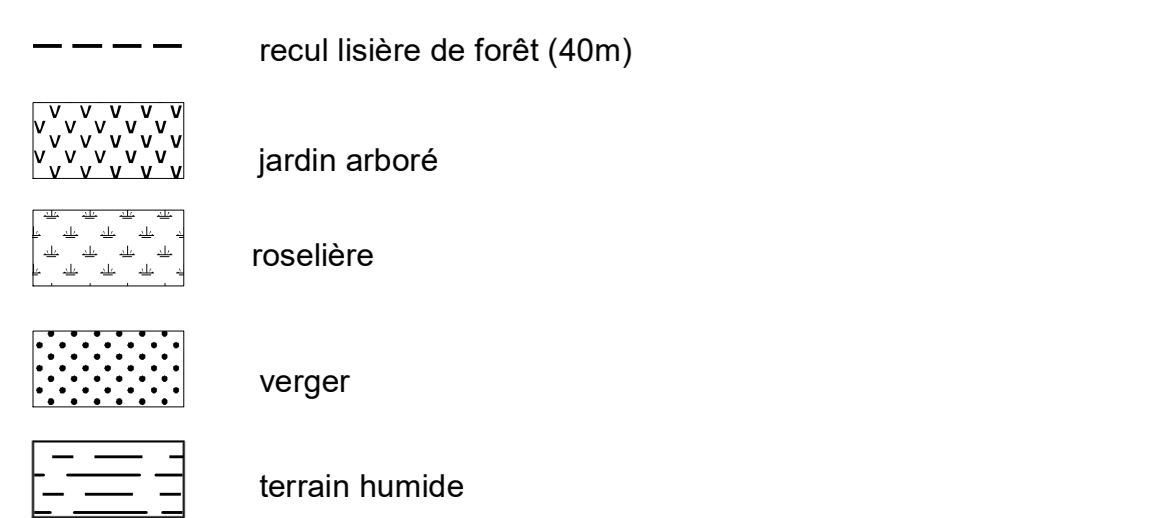 recul lisière de forêt (40m)
jardin arboré
roselière
verger
terrain humide